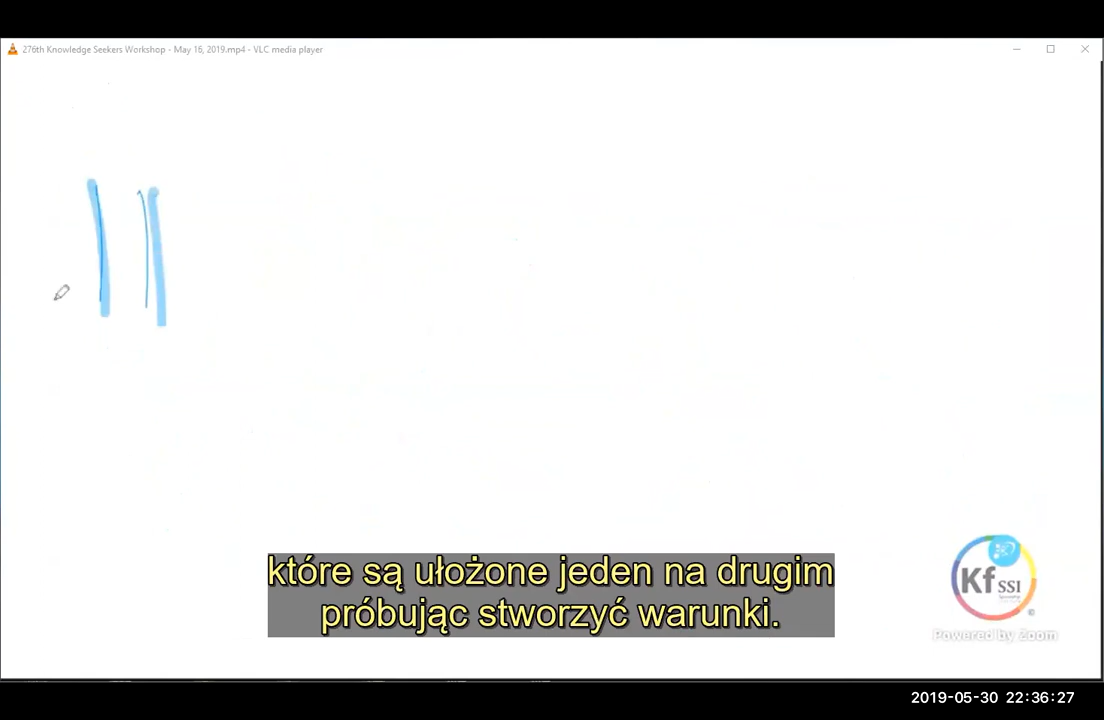 276th Knowledge Seekers Workshop - May 16, 2019.mp4 - VLC media player
które są ułożone jeden na drugim
próbując stworzyć warunki.
Kf SSI
Powered by Zoom
2019-05-30 22:36:27